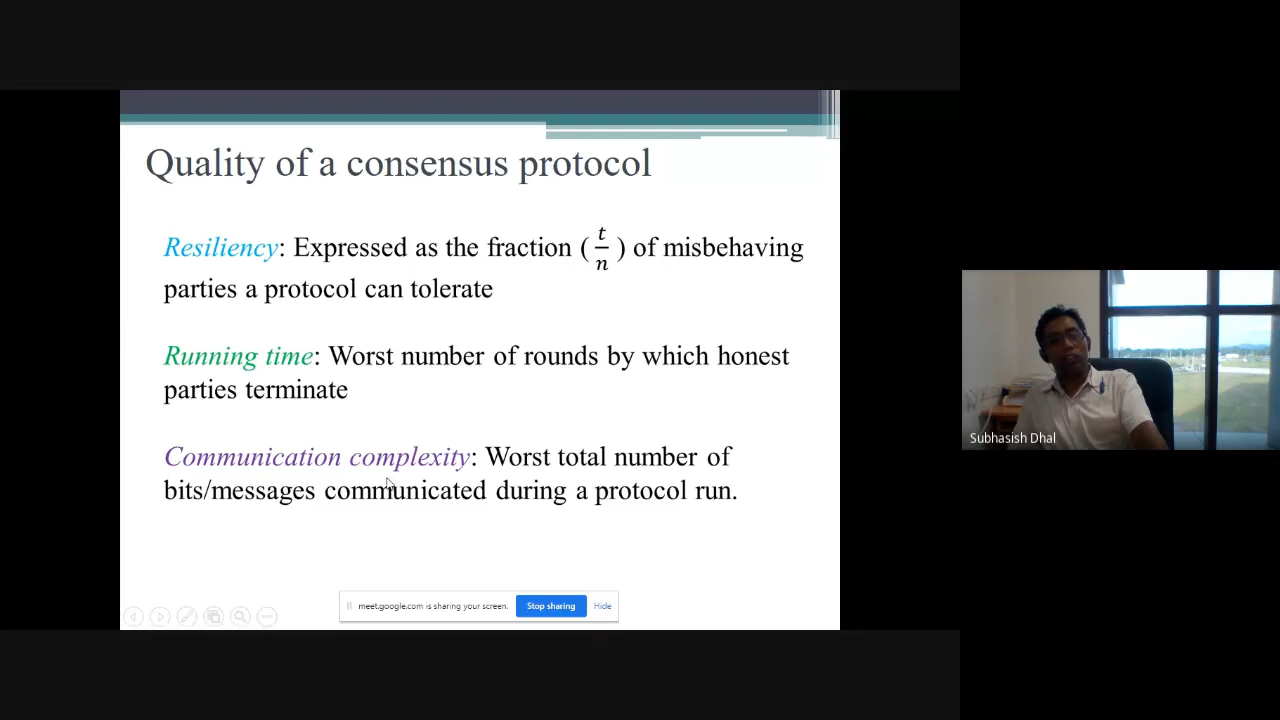 Quality of a consensus protocol
Resiliency: Expressed as the fraction ( t/n ) of misbehaving
parties a protocol can tolerate
Running time: Worst number of rounds by which honest
parties terminate
Communication complexity: Worst total number of
bits/messages communicated during a protocol run.
meet.google.com is sharing your screen. Stop sharing Hide
Subhasish Dhal